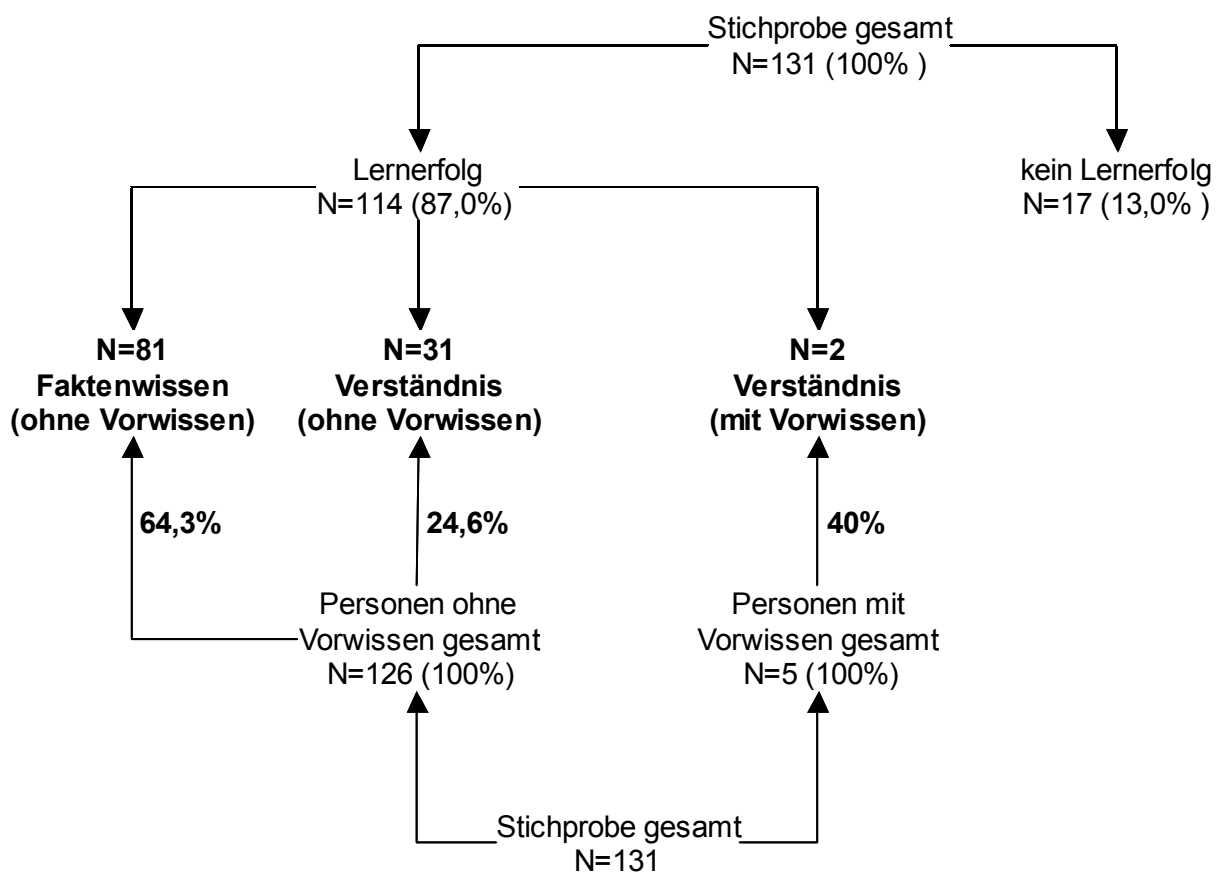 Stichprobe gesamt
N=131 (100% )
Lernerfolg
N=114 (87,0%)
kein Lernerfolg
N=17 (13,0% )
N=81
Faktenwissen
(ohne Vorwissen)
N=31
Verständnis
(ohne Vorwissen)
N=2
Verständnis
(mit Vorwissen)
64,3%
24,6%
40%
Personen ohne
Vorwissen gesamt
N=126 (100%)
Personen mit
Vorwissen gesamt
N=5 (100%)
Stichprobe gesamt
N=131